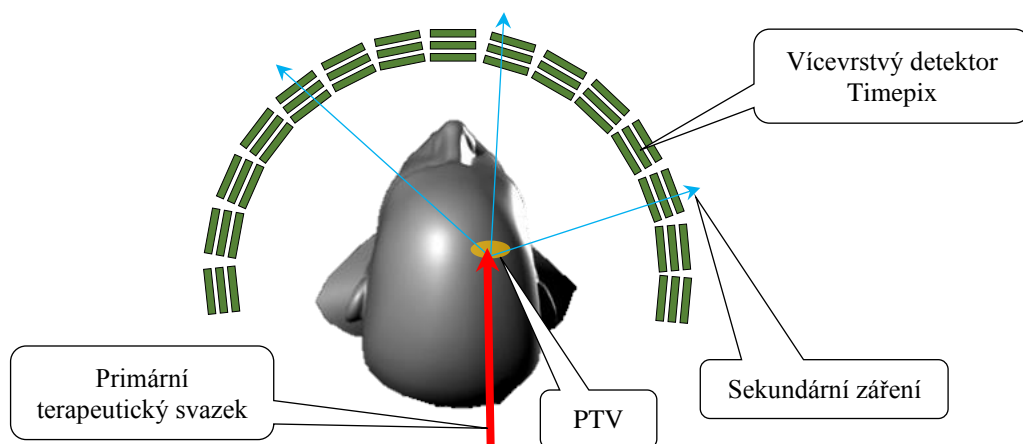 Vícevrstvý detektor
Timepix
Primární
terapeutický svazek
PTV
Sekundární záření